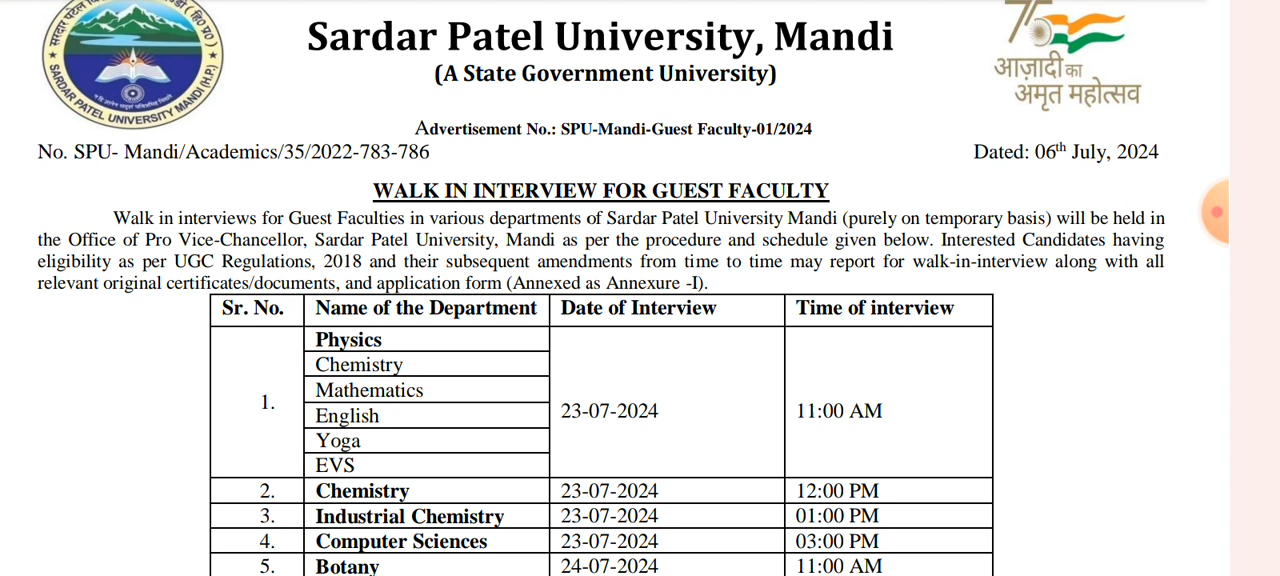 सरदार पटेल
(हि०प्र०)
SARDAR PATEL UNIVERSITY MANDI (H.P.)
Sardar Patel University, Mandi
(A State Government University)
आज़ादी का
अमृत महोत्सव
Advertisement No.: SPU-Mandi-Guest Faculty-01/2024
No. SPU- Mandi/Academics/35/2022-783-786 Dated: 06th July, 2024
WALK IN INTERVIEW FOR GUEST FACULTY
Walk in interviews for Guest Faculties in various departments of Sardar Patel University Mandi (purely on temporary basis) will be held in
the Office of Pro Vice-Chancellor, Sardar Patel University, Mandi as per the procedure and schedule given below. Interested Candidates having
eligibility as per UGC Regulations, 2018 and their subsequent amendments from time to time may report for walk-in-interview along with all
relevant original certificates/documents, and application form (Annexed as Annexure -I).
Sr. No. Name of the Department Date of Interview Time of interview
1. Physics 23-07-2024 11:00 AM
Chemistry
Mathematics
English
Yoga
EVS
2. Chemistry 23-07-2024 12:00 PM
3. Industrial Chemistry 23-07-2024 01:00 PM
4. Computer Sciences 23-07-2024 03:00 PM
5. Botany 24-07-2024 11:00 AM